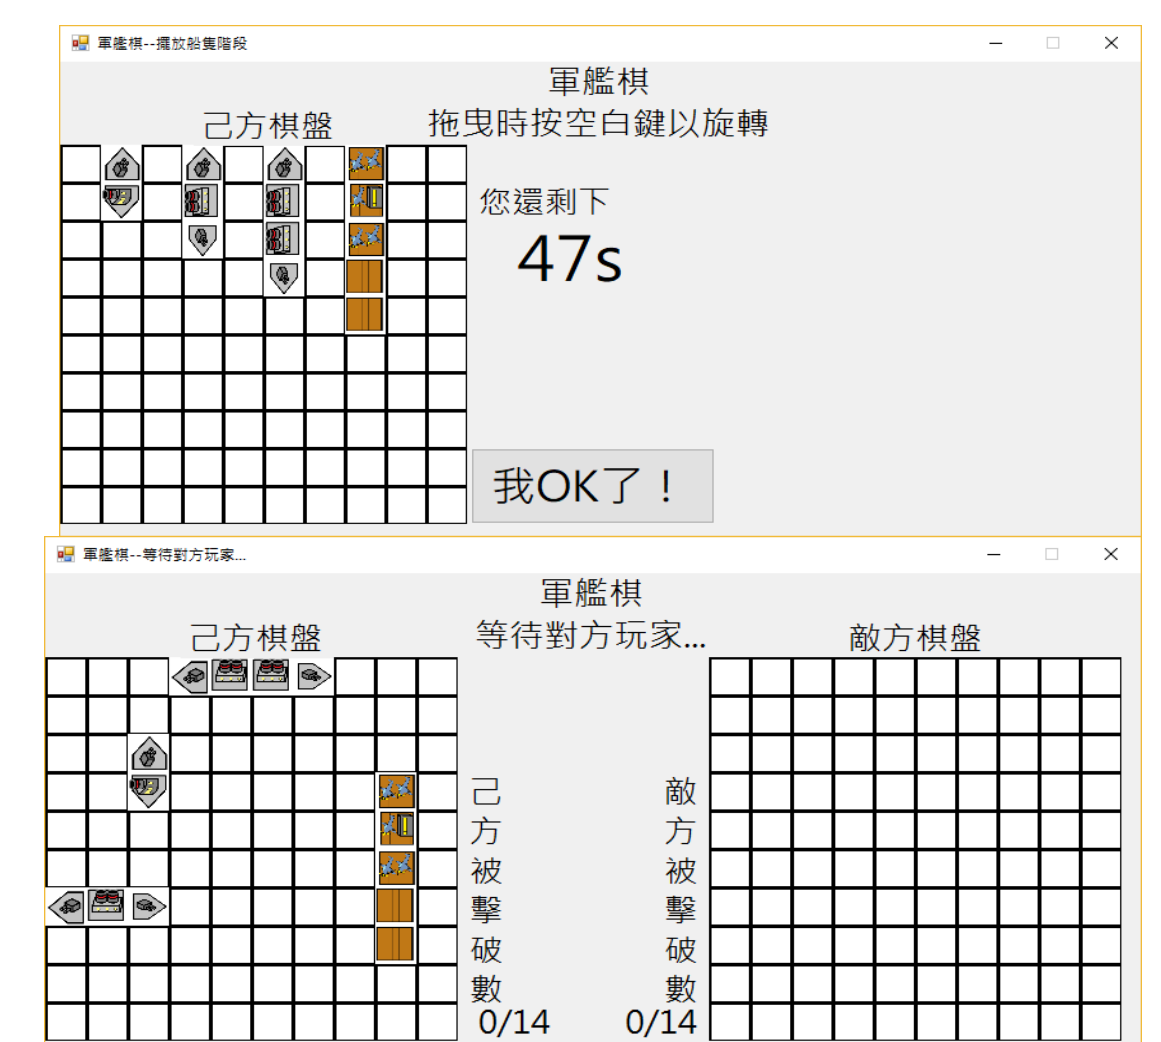 軍艦棋--擺放船隻階段
軍艦棋
己方棋盤
拖曳時按空白鍵以旋轉
您還剩下
47s
我OK了！
軍艦棋--等待對方玩家...
軍艦棋
己方棋盤
等待對方玩家...
敵方棋盤
己方被擊破數
0/14
敵方被擊破數
0/14